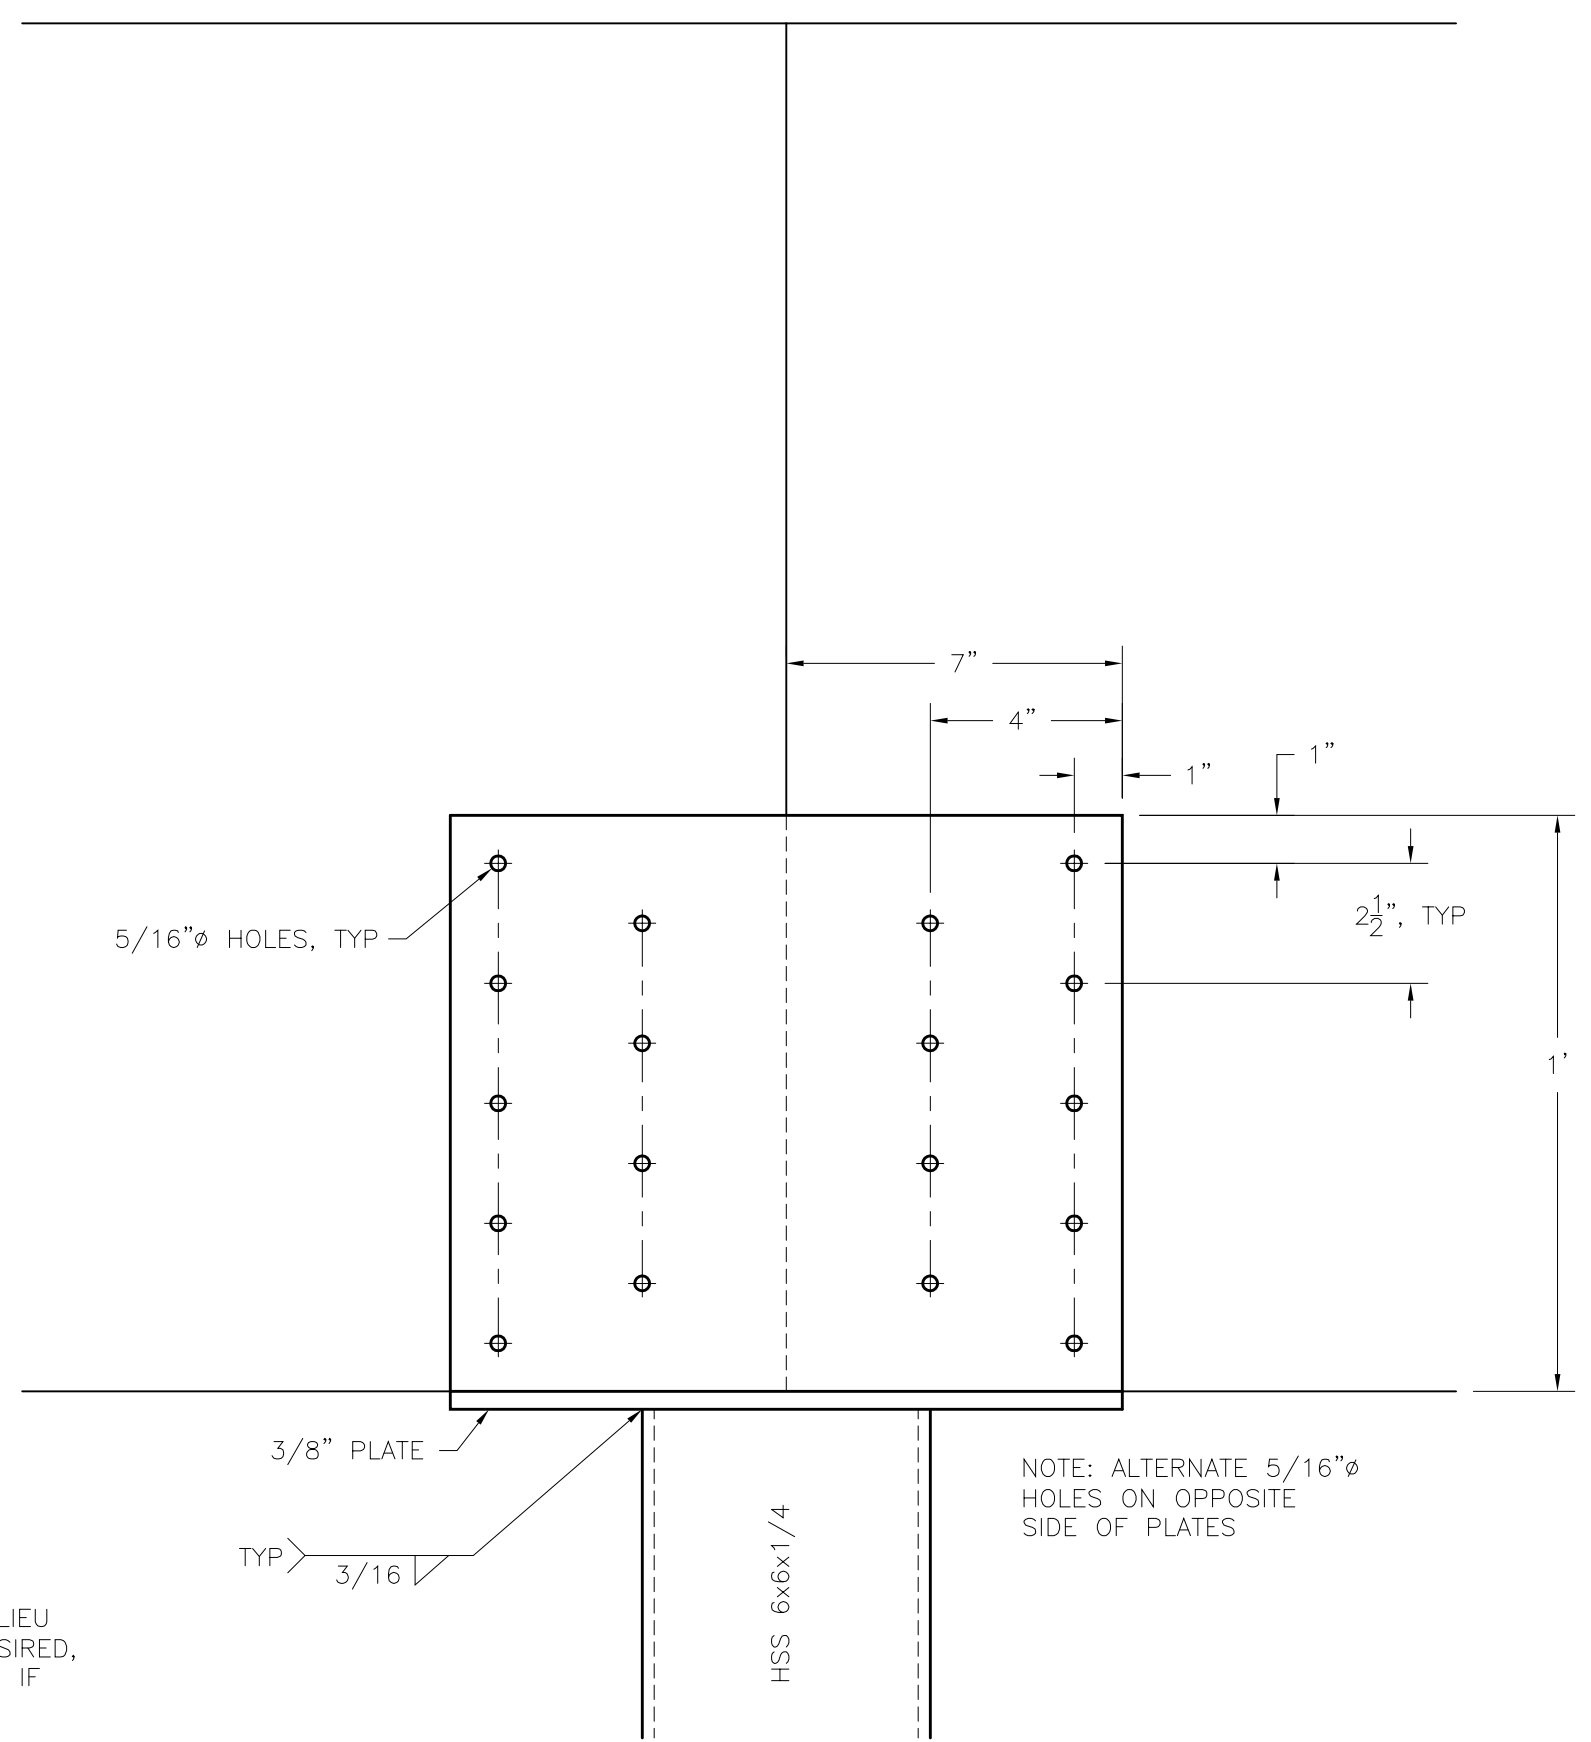 7”
4”
1”
1”
2½”, TYP
5/16”ø HOLES, TYP
1’
3/8” PLATE
NOTE: ALTERNATE 5/16”ø
HOLES ON OPPOSITE
SIDE OF PLATES
TYP
3/16
HSS 6x6x1/4
LIEU
SIRED,
IF